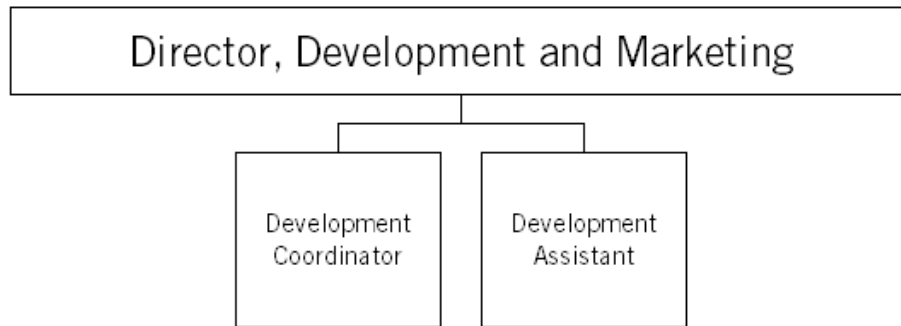 Director, Development and Marketing
Development
Coordinator
Development
Assistant